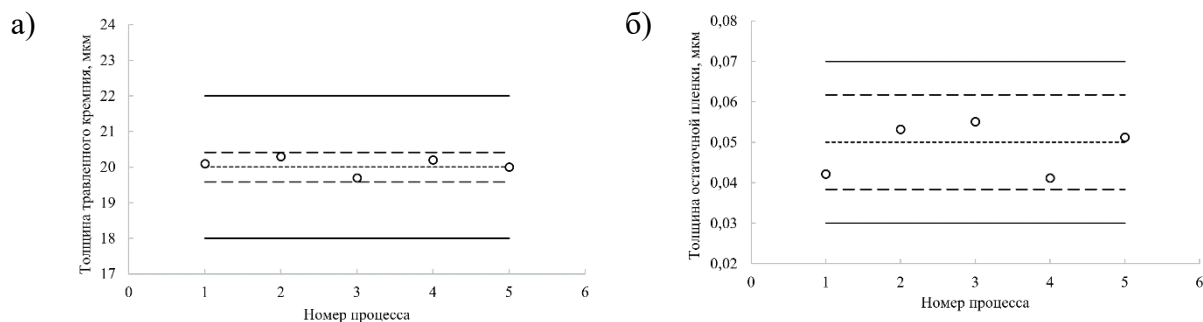 а)
Толщина травленного кремния, мкм
24
23
22
21
20
19
18
17
0 1 2 3 4 5 6
Номер процесса
б)
Толщина остаточной пленки, мкм
0,08
0,07
0,06
0,05
0,04
0,03
0,02
0 1 2 3 4 5 6
Номер процесса